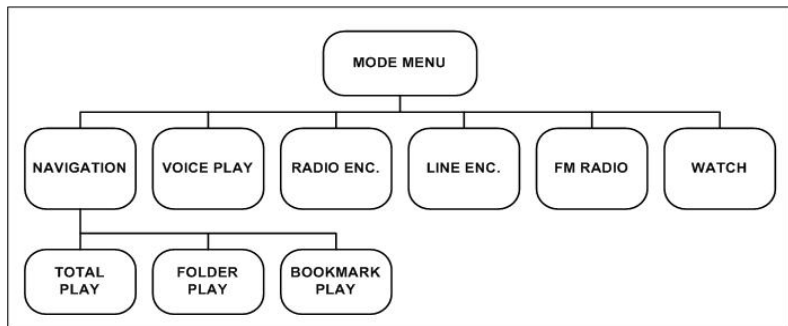 MODE MENU
NAVIGATION
VOICE PLAY
RADIO ENC.
LINE ENC.
FM RADIO
WATCH
TOTAL
PLAY
FOLDER
PLAY
BOOKMARK
PLAY